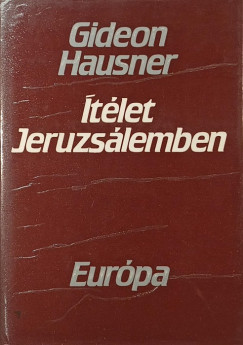 Gideon
Hausner
Ítélet
Jeruzsálemben
Európa